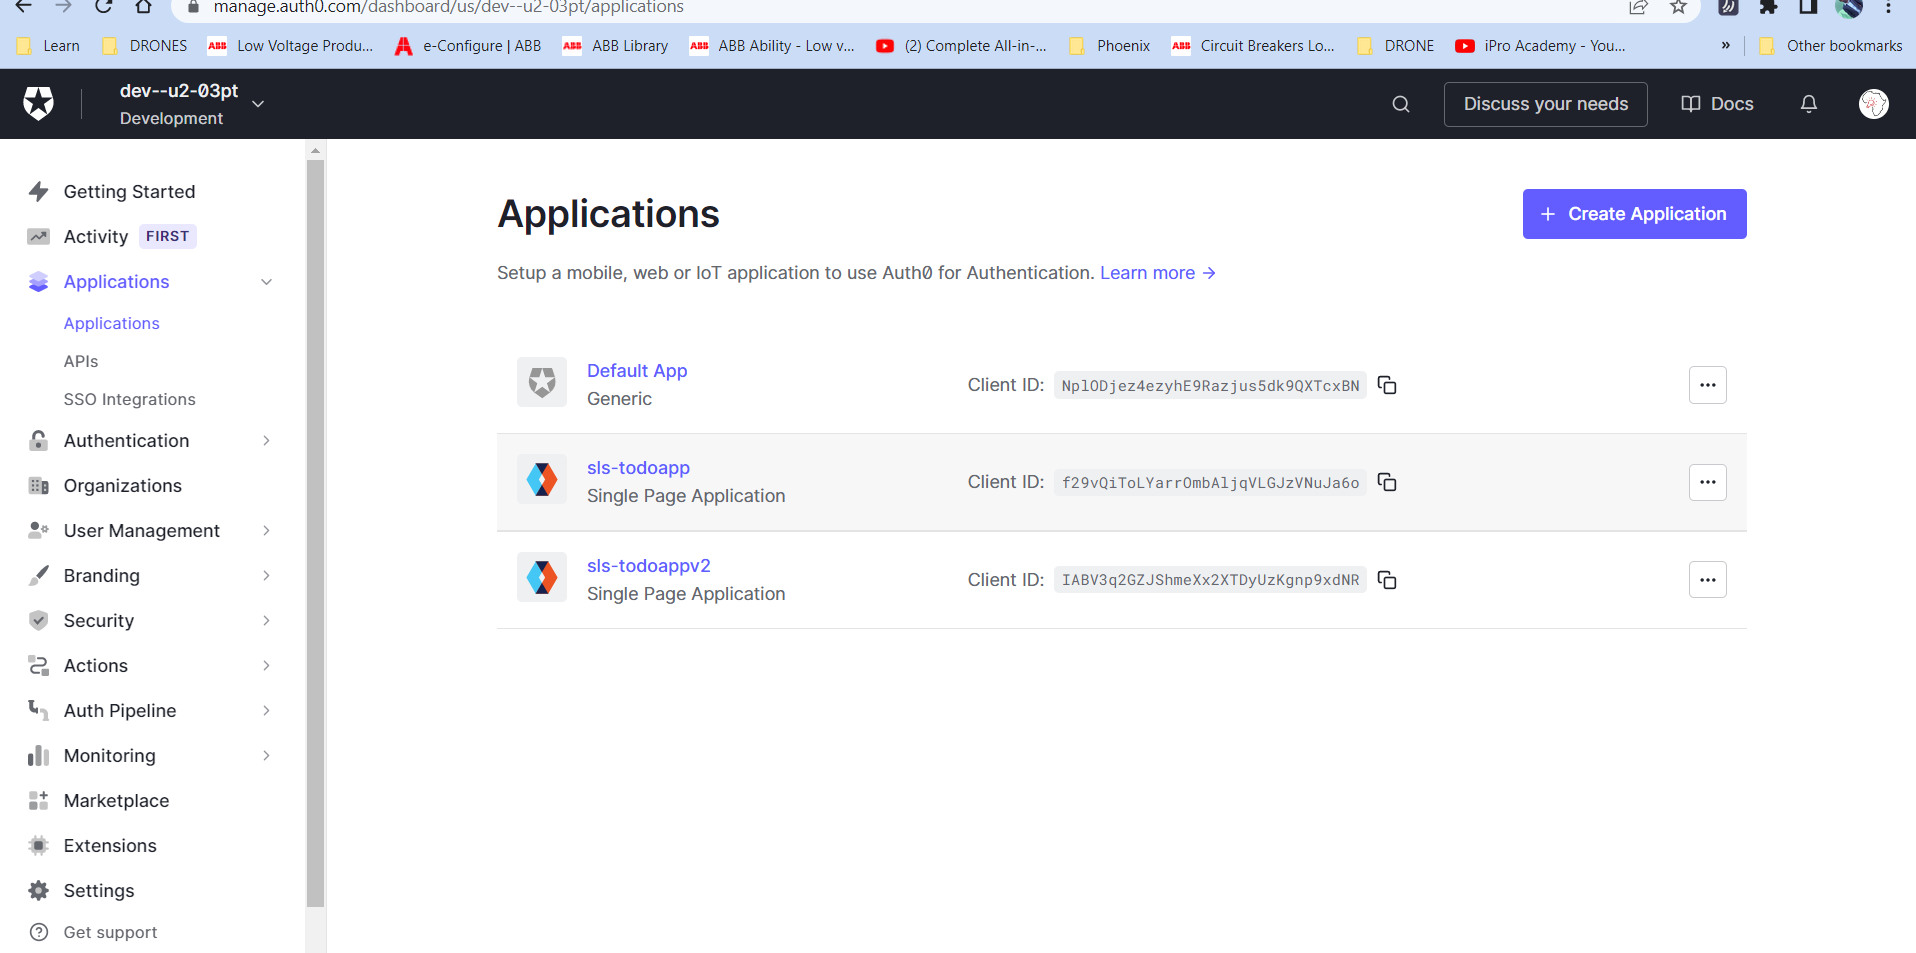 manage.auth0.com/dashboard/us/dev--u2-03pt/applications
Learn DRONES ABB Low Voltage Produ... e-Configure | ABB ABB ABB Library ABB ABB Ability - Low v... (2) Complete All-in-... Phoenix ABB Circuit Breakers Lo... DRONE iPro Academy - You... » Other bookmarks
dev--u2-03pt
Development
Discuss your needs
Docs
Getting Started
Activity FIRST
Applications
Applications
APIs
SSO Integrations
Authentication
Organizations
User Management
Branding
Security
Actions
Auth Pipeline
Monitoring
Marketplace
Extensions
Settings
Get support
Applications
+ Create Application
Setup a mobile, web or IoT application to use Auth0 for Authentication. Learn more →
Default App
Generic
Client ID: NplODjez4ezyhE9Razjus5dk9QXTcxBN
sls-todoapp
Single Page Application
Client ID: f29vQiToLYarrOmbAljqVLGJzVNuJa6o
sls-todoappv2
Single Page Application
Client ID: IABV3q2GZJShmeXx2XTDyUzKgnp9xdNR